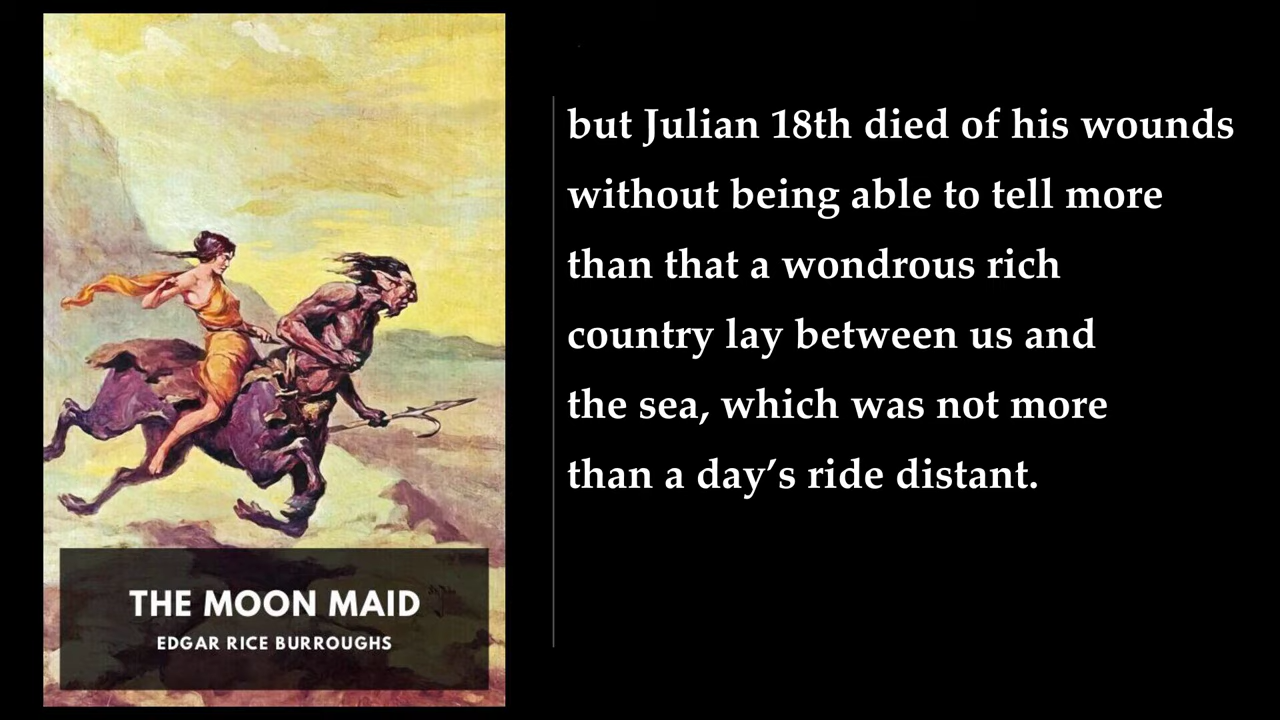 but Julian 18th died of his wounds
without being able to tell more
than that a wondrous rich
country lay between us and
the sea, which was not more
than a day’s ride distant.
THE MOON MAID
EDGAR RICE BURROUGHS